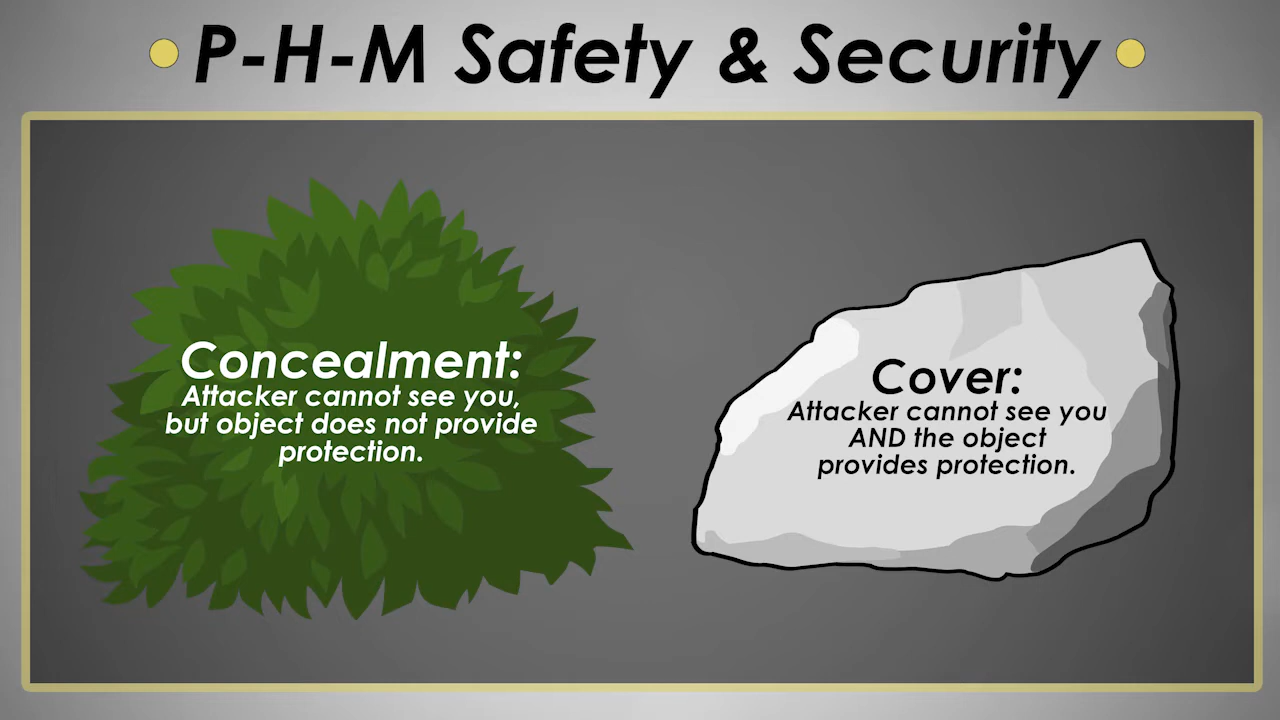 P-H-M Safety & Security
Concealment:
Attacker cannot see you,
but object does not provide
protection.
Cover:
Attacker cannot see you
AND the object
provides protection.